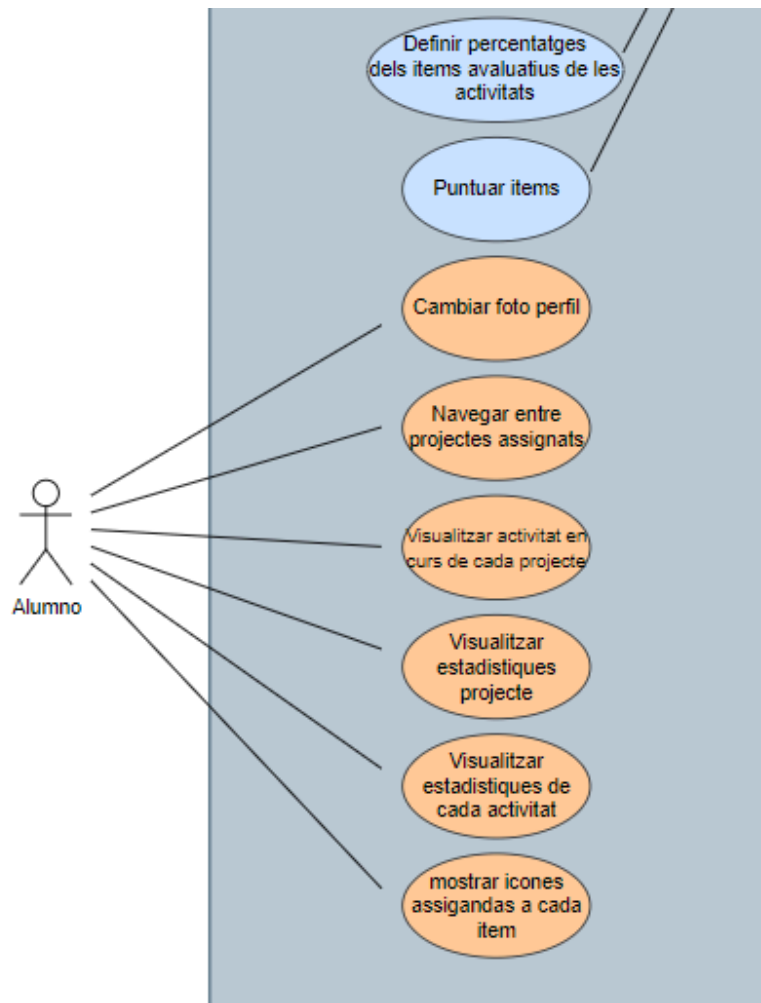 Definir percentatges
dels items avaluatius de les
activitats
Puntuar items
Cambiar foto perfil
Navegar entre
projectes assignats
Visualitzar activitat en
curs de cada projecte
Alumno
Visualitzar
estadistiques
projecte
Visualitzar
estadistiques de
cada activitat
mostrar icones
assigandas a cada
item